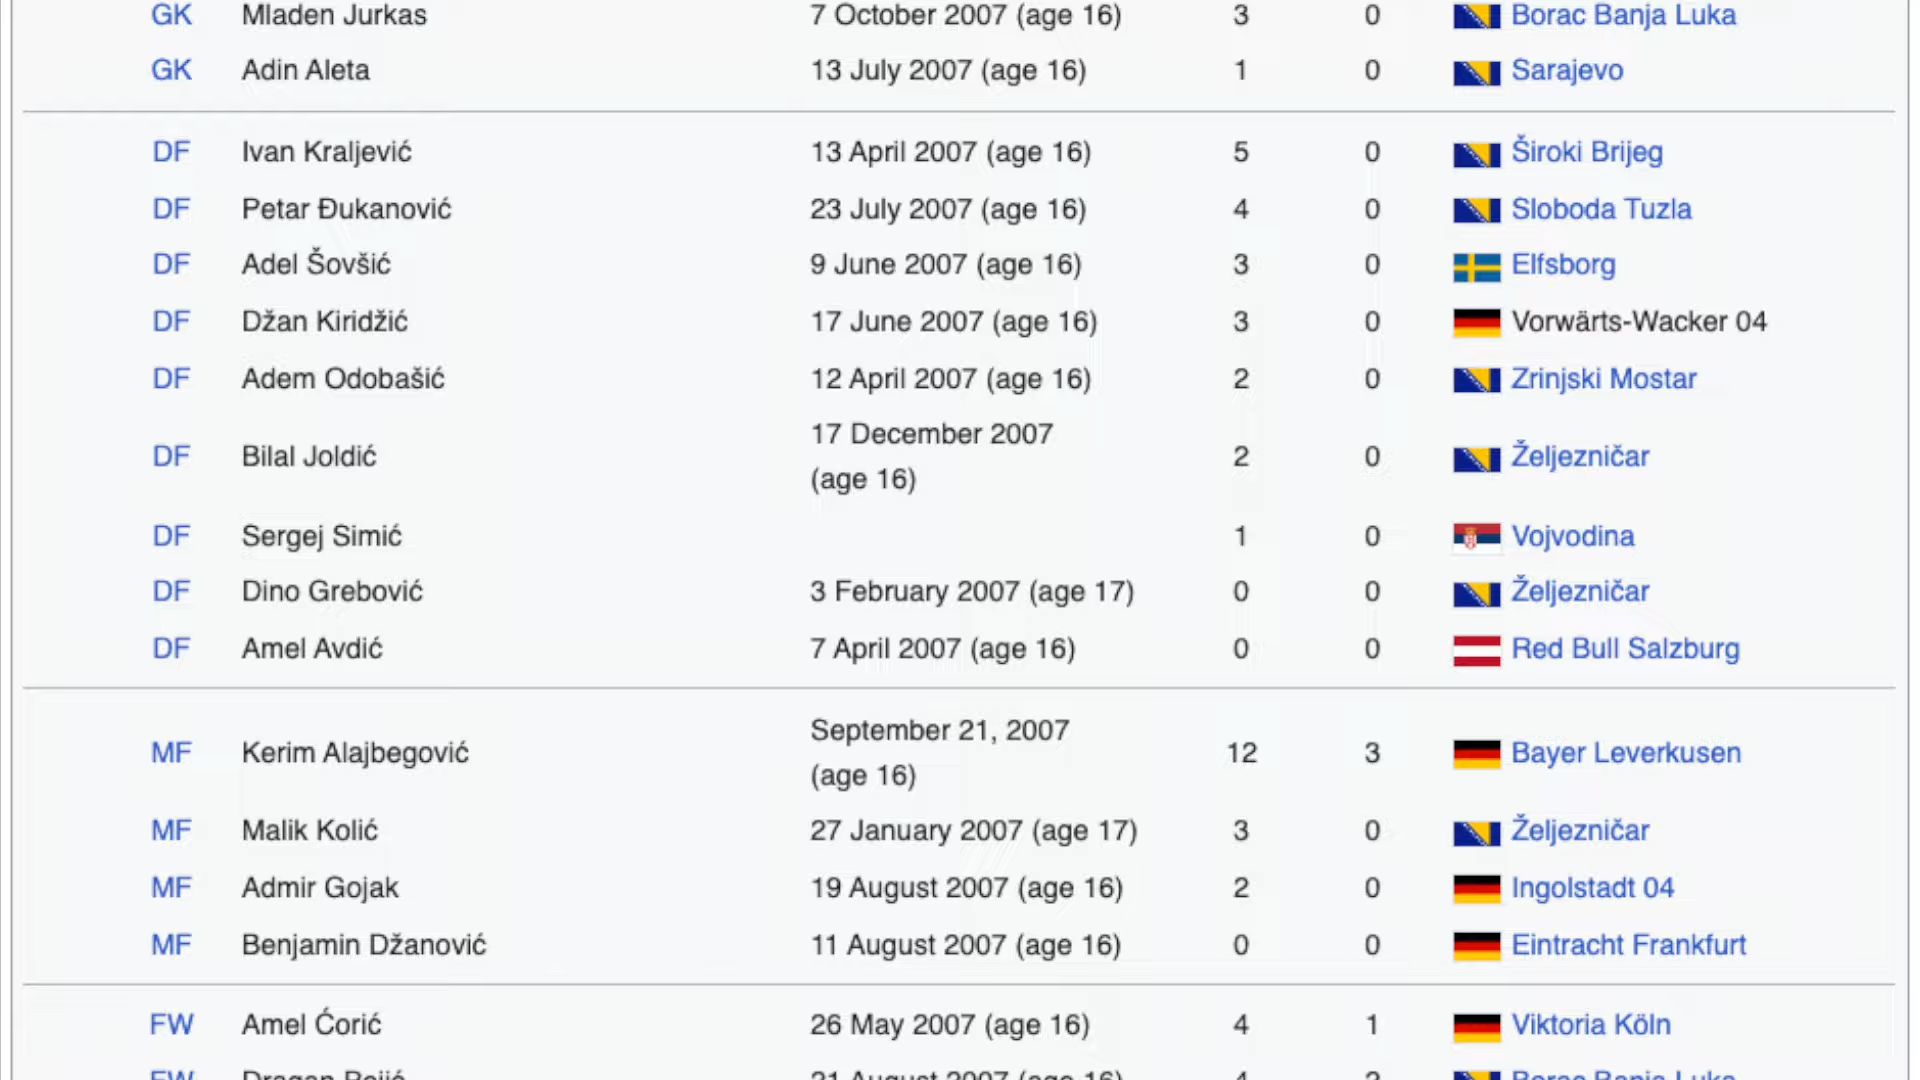 GK Mladen Jurkas 7 October 2007 (age 16) 3 0 Borac Banja Luka
GK Adin Aleta 13 July 2007 (age 16) 1 0 Sarajevo
DF Ivan Kraljević 13 April 2007 (age 16) 5 0 Široki Brijeg
DF Petar Đukanović 23 July 2007 (age 16) 4 0 Sloboda Tuzla
DF Adel Šovšić 9 June 2007 (age 16) 3 0 Elfsborg
DF Džan Kiridžić 17 June 2007 (age 16) 3 0 Vorwärts-Wacker 04
DF Adem Odobašić 12 April 2007 (age 16) 2 0 Zrinjski Mostar
DF Bilal Joldić 17 December 2007 (age 16) 2 0 Željezničar
DF Sergej Simić 1 0 Vojvodina
DF Dino Grebović 3 February 2007 (age 17) 0 0 Željezničar
DF Amel Avdić 7 April 2007 (age 16) 0 0 Red Bull Salzburg
MF Kerim Alajbegović September 21, 2007 (age 16) 12 3 Bayer Leverkusen
MF Malik Kolić 27 January 2007 (age 17) 3 0 Željezničar
MF Admir Gojak 19 August 2007 (age 16) 2 0 Ingolstadt 04
MF Benjamin Džanović 11 August 2007 (age 16) 0 0 Eintracht Frankfurt
FW Amel Ćorić 26 May 2007 (age 16) 4 1 Viktoria Köln
FW Dragan August 2007 (age 16) Borac Banja Luka